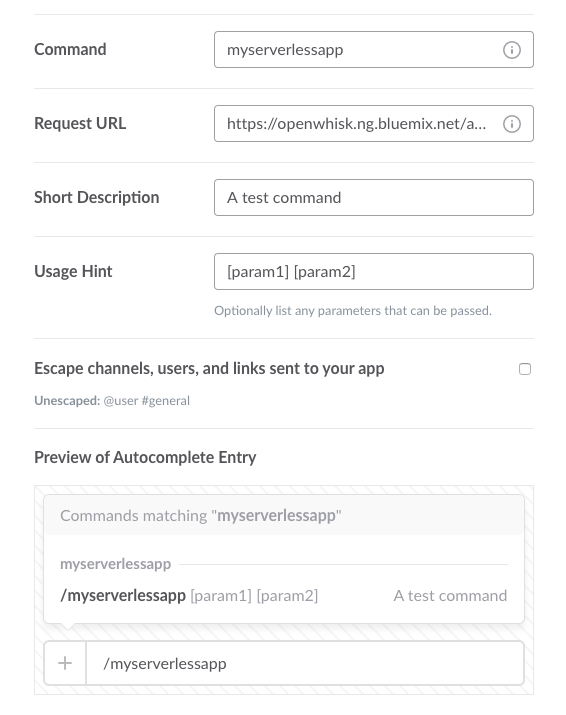 Command
myserverlessapp
Request URL
https://openwhisk.ng.bluemix.net/a...
Short Description
A test command
Usage Hint
[param1] [param2]
Optionally list any parameters that can be passed.
Escape channels, users, and links sent to your app
Unescaped: @user #general
Preview of Autocomplete Entry
Commands matching "myserverlessapp"
myserverlessapp
/myserverlessapp [param1] [param2] A test command
/myserverlessapp